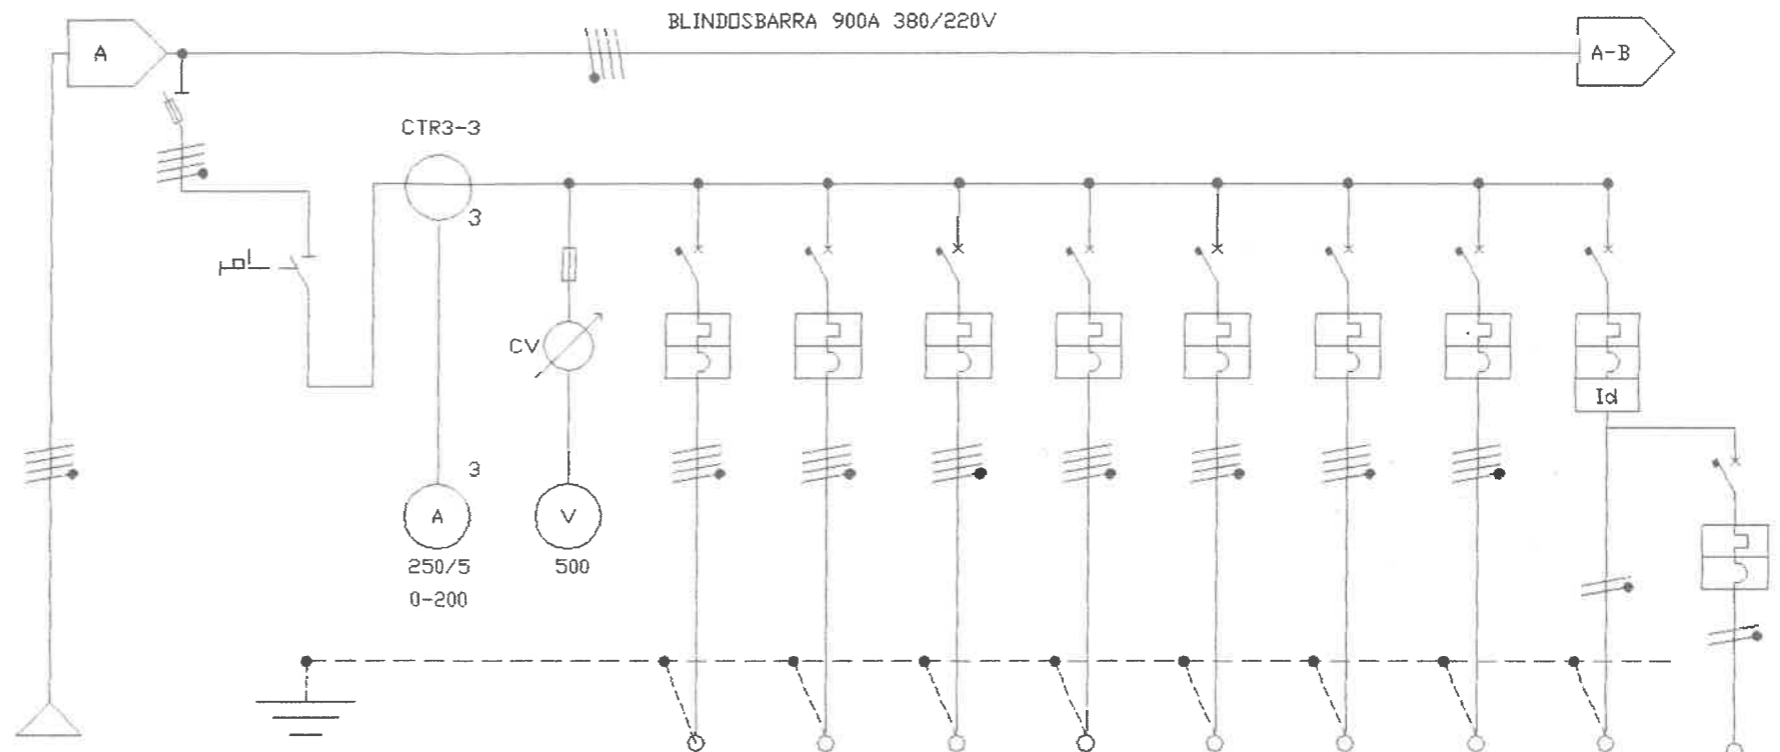 BLINDOSBARRA 900A 380/220V
A
A-B
CTR3-3
3
CV
Id
3
A
V
250/5
500
0-200